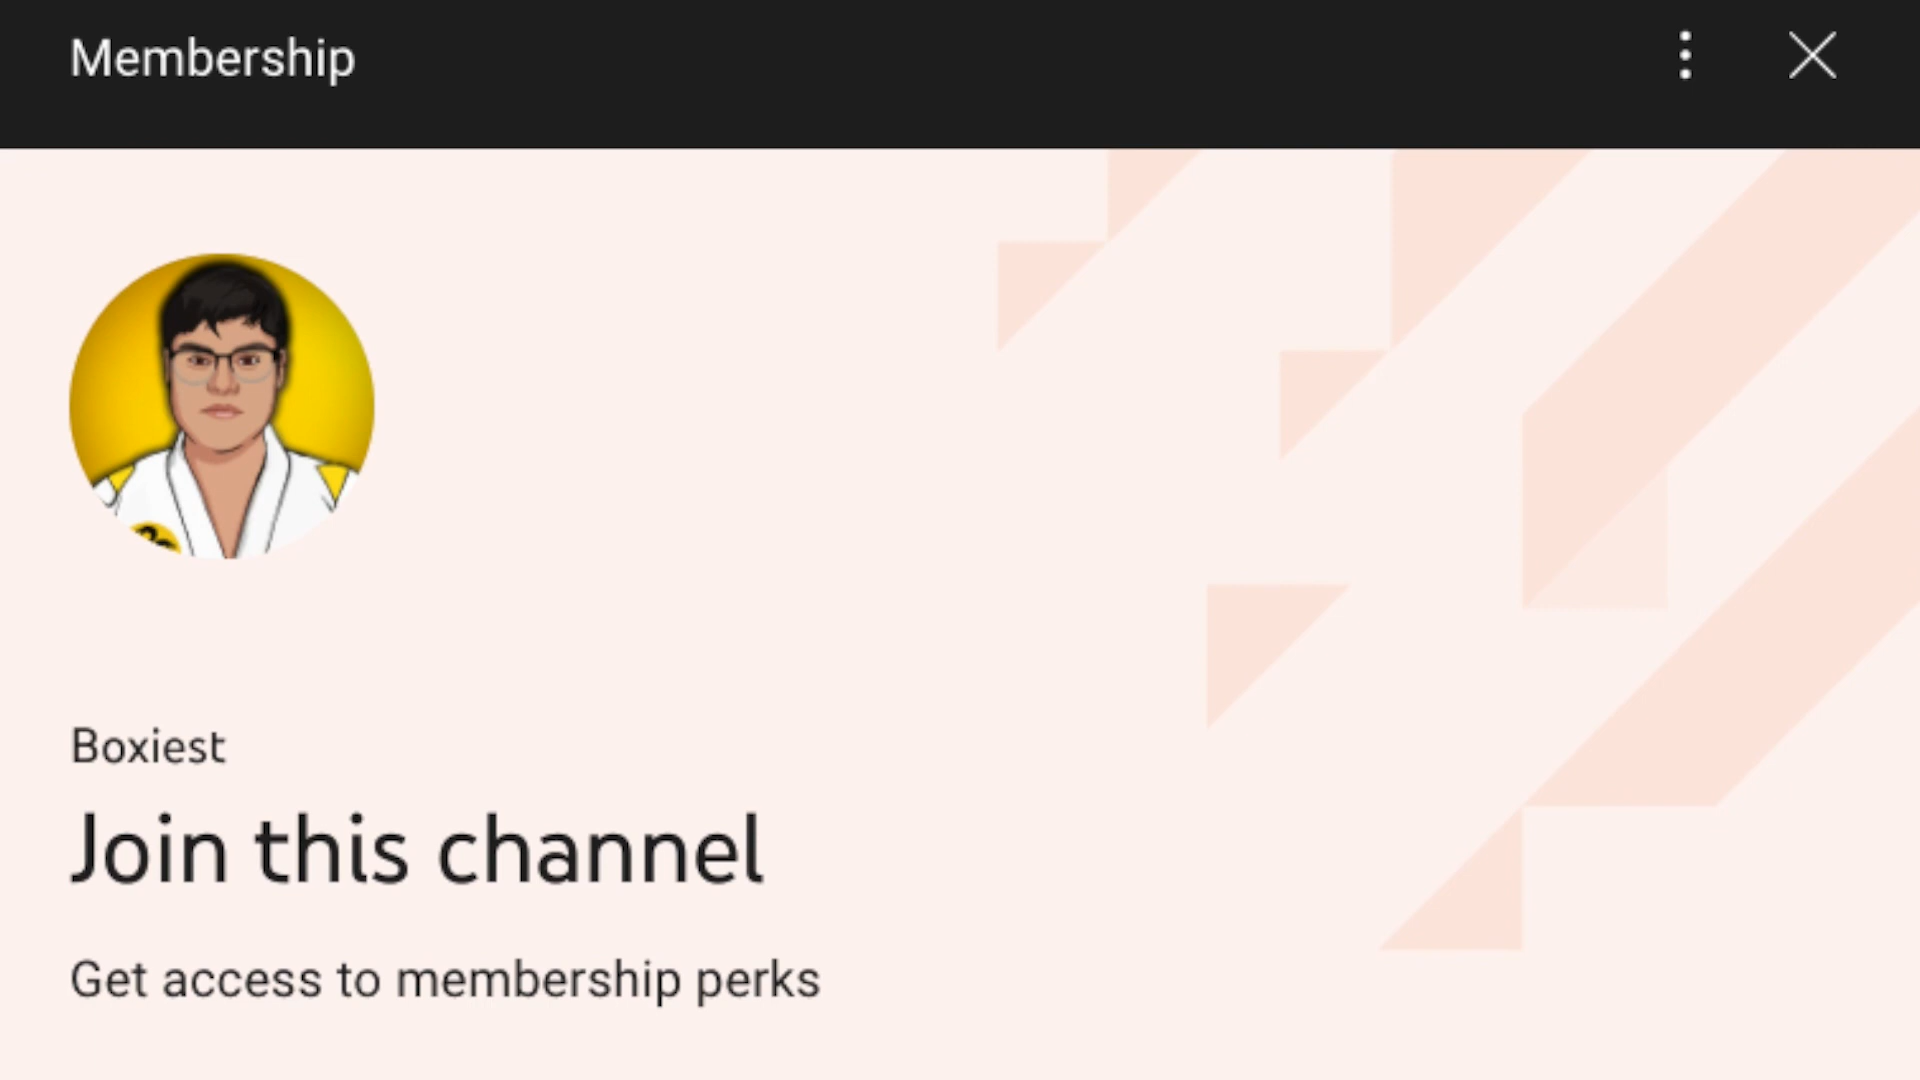 Membership
Boxiest
Join this channel
Get access to membership perks